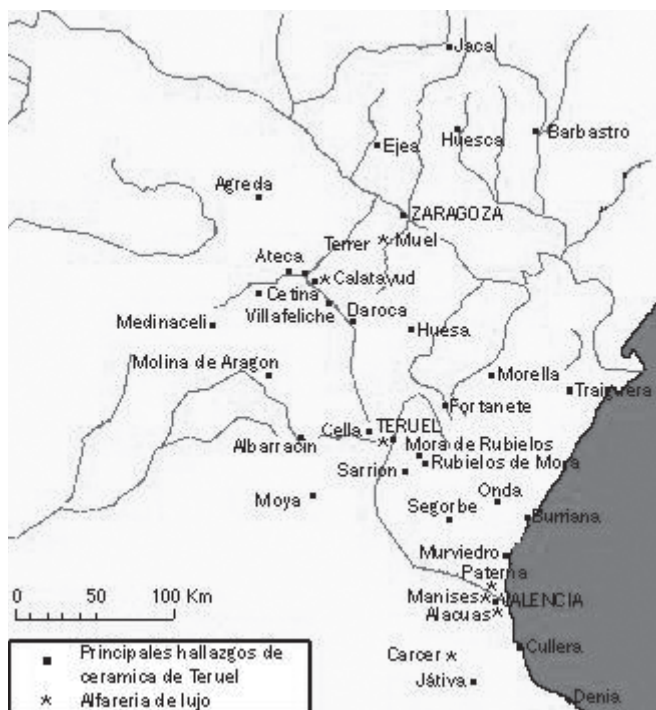 Jaca
Huesca
Barbastro
Ejea
Agreda
ZARAGOZA
Terrer
Muel
Ateca
Calatayud
Cetina
Villafeliche
Daroca
Medinaceli
Huesa
Molina de Aragon
Morella
Traiguera
Fortanete
Cella
TERUEL
Albarracin
Mora de Rubielos
Rubielos de Mora
Sarrion
Moya
Onda
Segorbe
Burriana
Murviedro
Paterna
0 50 100 Km
Manises
VALENCIA
Alacuas
Cullera
Carcer
Játiva
Denia
Principales hallazgos de
ceramica de Teruel
Alfareria de lujo